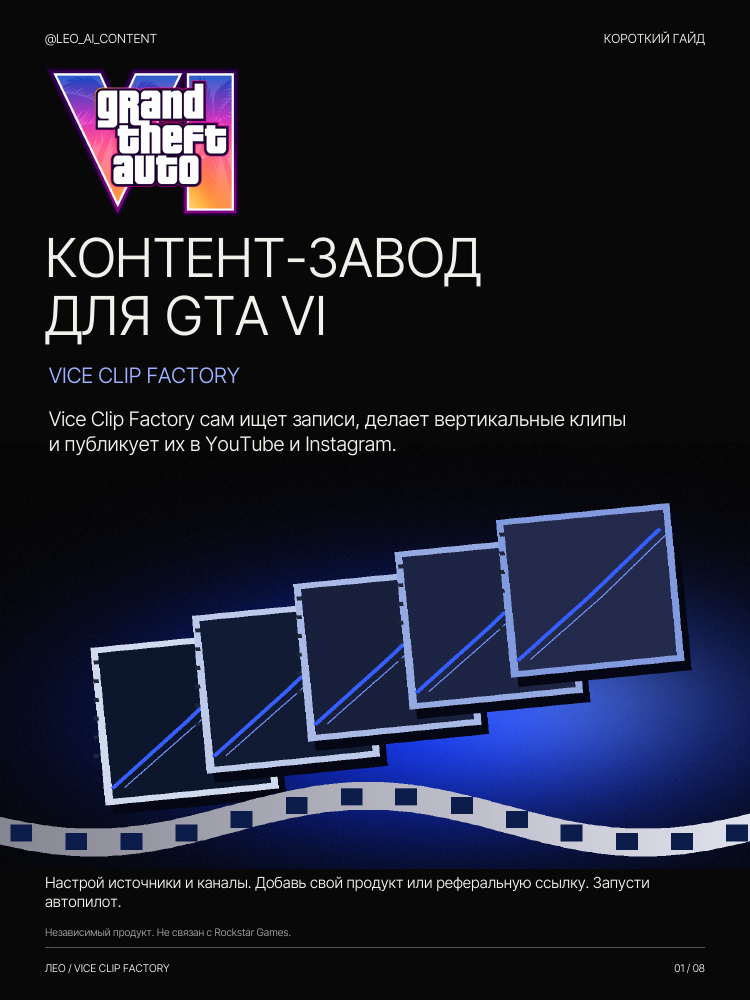 @LEO_AI_CONTENT
КОРОТКИЙ ГАЙД
VI
grand
theft
auto
КОНТЕНТ-ЗАВОД
ДЛЯ GTA VI
VICE CLIP FACTORY
Vice Clip Factory сам ищет записи, делает вертикальные клипы
и публикует их в YouTube и Instagram.
Настрой источники и каналы. Добавь свой продукт или реферальную ссылку. Запусти
автопилот.
Независимый продукт. Не связан с Rockstar Games.
ЛЕО / VICE CLIP FACTORY
01 / 08